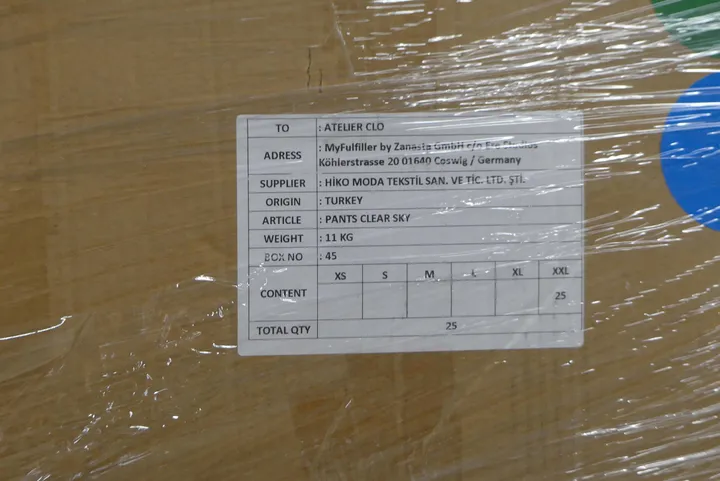 TO : ATELIER CLO
ADRESS : MyFulfiller by Zanasta GmbH c/o Studios
Köhlerstrasse 20 01640 Coswig / Germany
SUPPLIER : HİKO MODA TEKSTİL SAN. VE TİC. LTD. ŞTİ.
ORIGIN : TURKEY
ARTICLE : PANTS CLEAR SKY
WEIGHT : 11 KG
BOX NO : 45
CONTENT XS S M L XL XXL
25
TOTAL QTY 25